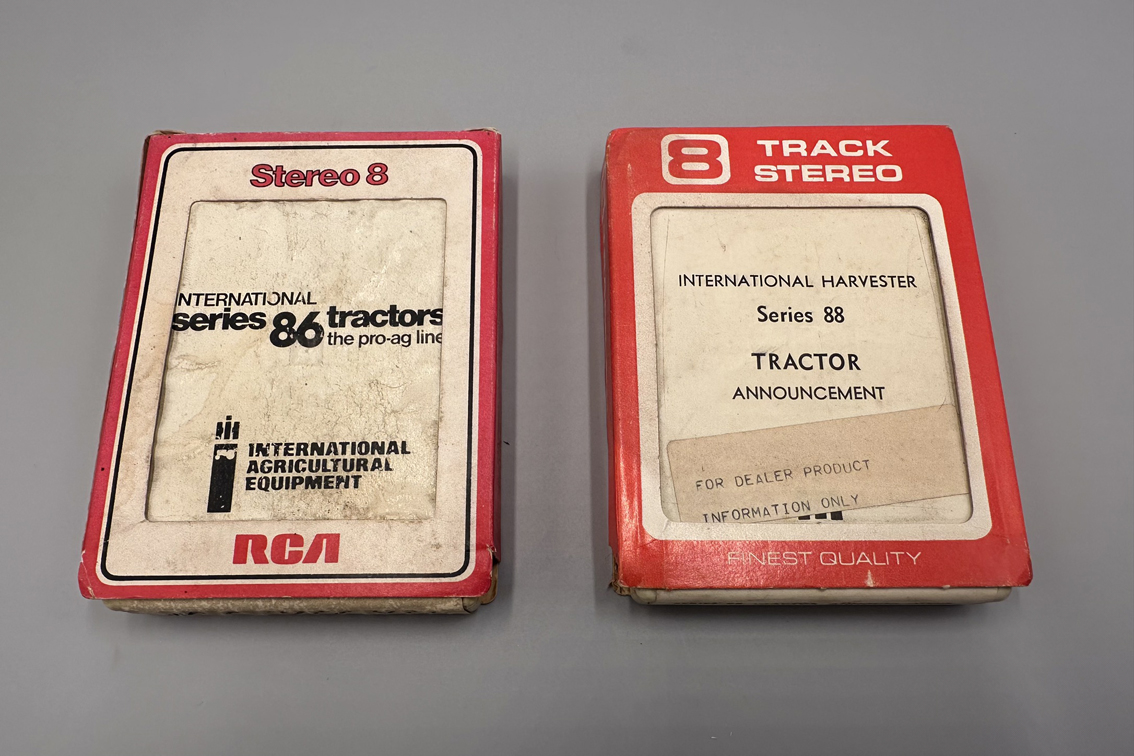 Stereo 8
INTERNATIONAL
series 86 tractors
the pro-ag line
INTERNATIONAL
AGRICULTURAL
EQUIPMENT
RCA
8 TRACK
STEREO
INTERNATIONAL HARVESTER
Series 88
TRACTOR
ANNOUNCEMENT
FOR DEALER PRODUCT
INFORMATION ONLY
FINEST QUALITY